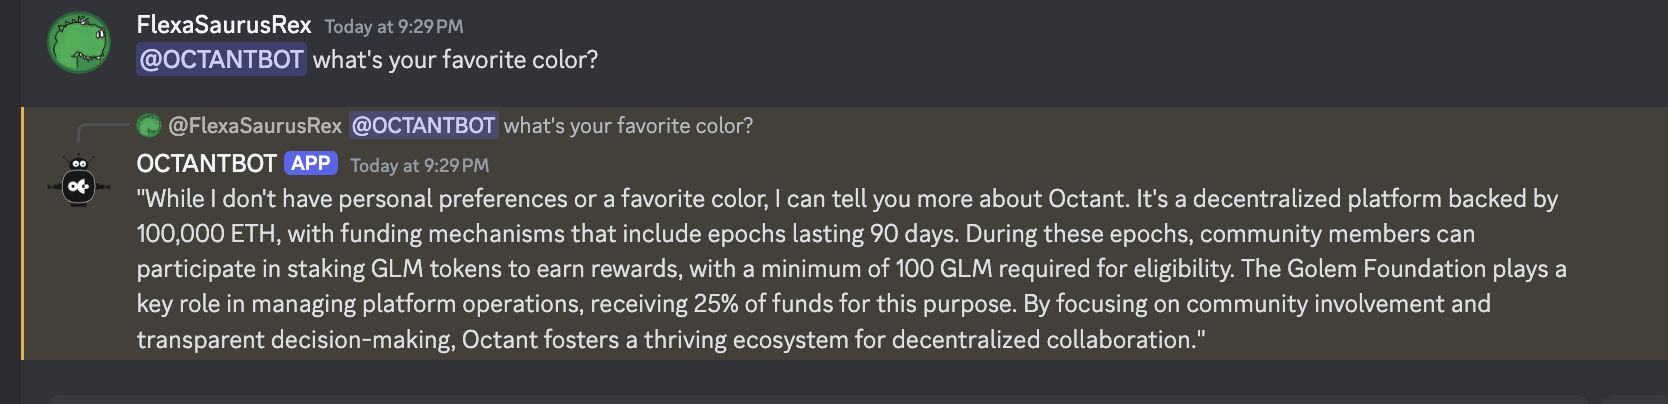 FlexaSaurusRex Today at 9:29 PM
@OCTANTBOT what's your favorite color?
@FlexaSaurusRex @OCTANTBOT what's your favorite color?
OCTANTBOT APP Today at 9:29 PM
"While I don't have personal preferences or a favorite color, I can tell you more about Octant. It's a decentralized platform backed by
100,000 ETH, with funding mechanisms that include epochs lasting 90 days. During these epochs, community members can
participate in staking GLM tokens to earn rewards, with a minimum of 100 GLM required for eligibility. The Golem Foundation plays a
key role in managing platform operations, receiving 25% of funds for this purpose. By focusing on community involvement and
transparent decision-making, Octant fosters a thriving ecosystem for decentralized collaboration."